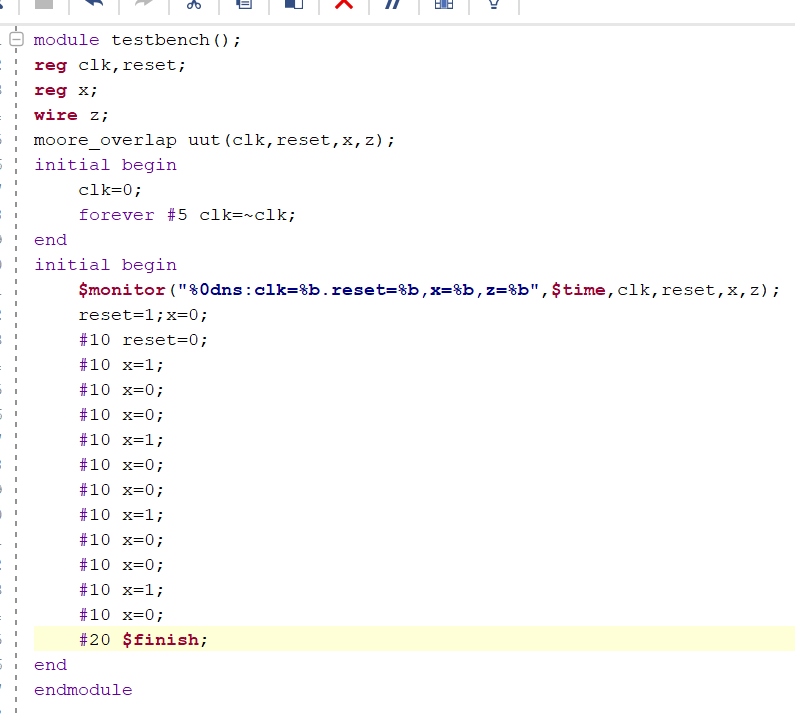 module testbench();
reg clk,reset;
reg x;
wire z;
moore_overlap uut(clk,reset,x,z);
initial begin
    clk=0;
    forever #5 clk=~clk;
end
initial begin
    $monitor("%0dns:clk=%b.reset=%b,x=%b,z=%b",$time,clk,reset,x,z);
    reset=1;x=0;
    #10 reset=0;
    #10 x=1;
    #10 x=0;
    #10 x=0;
    #10 x=1;
    #10 x=0;
    #10 x=0;
    #10 x=1;
    #10 x=0;
    #10 x=0;
    #10 x=1;
    #10 x=0;
    #20 $finish;
end
endmodule